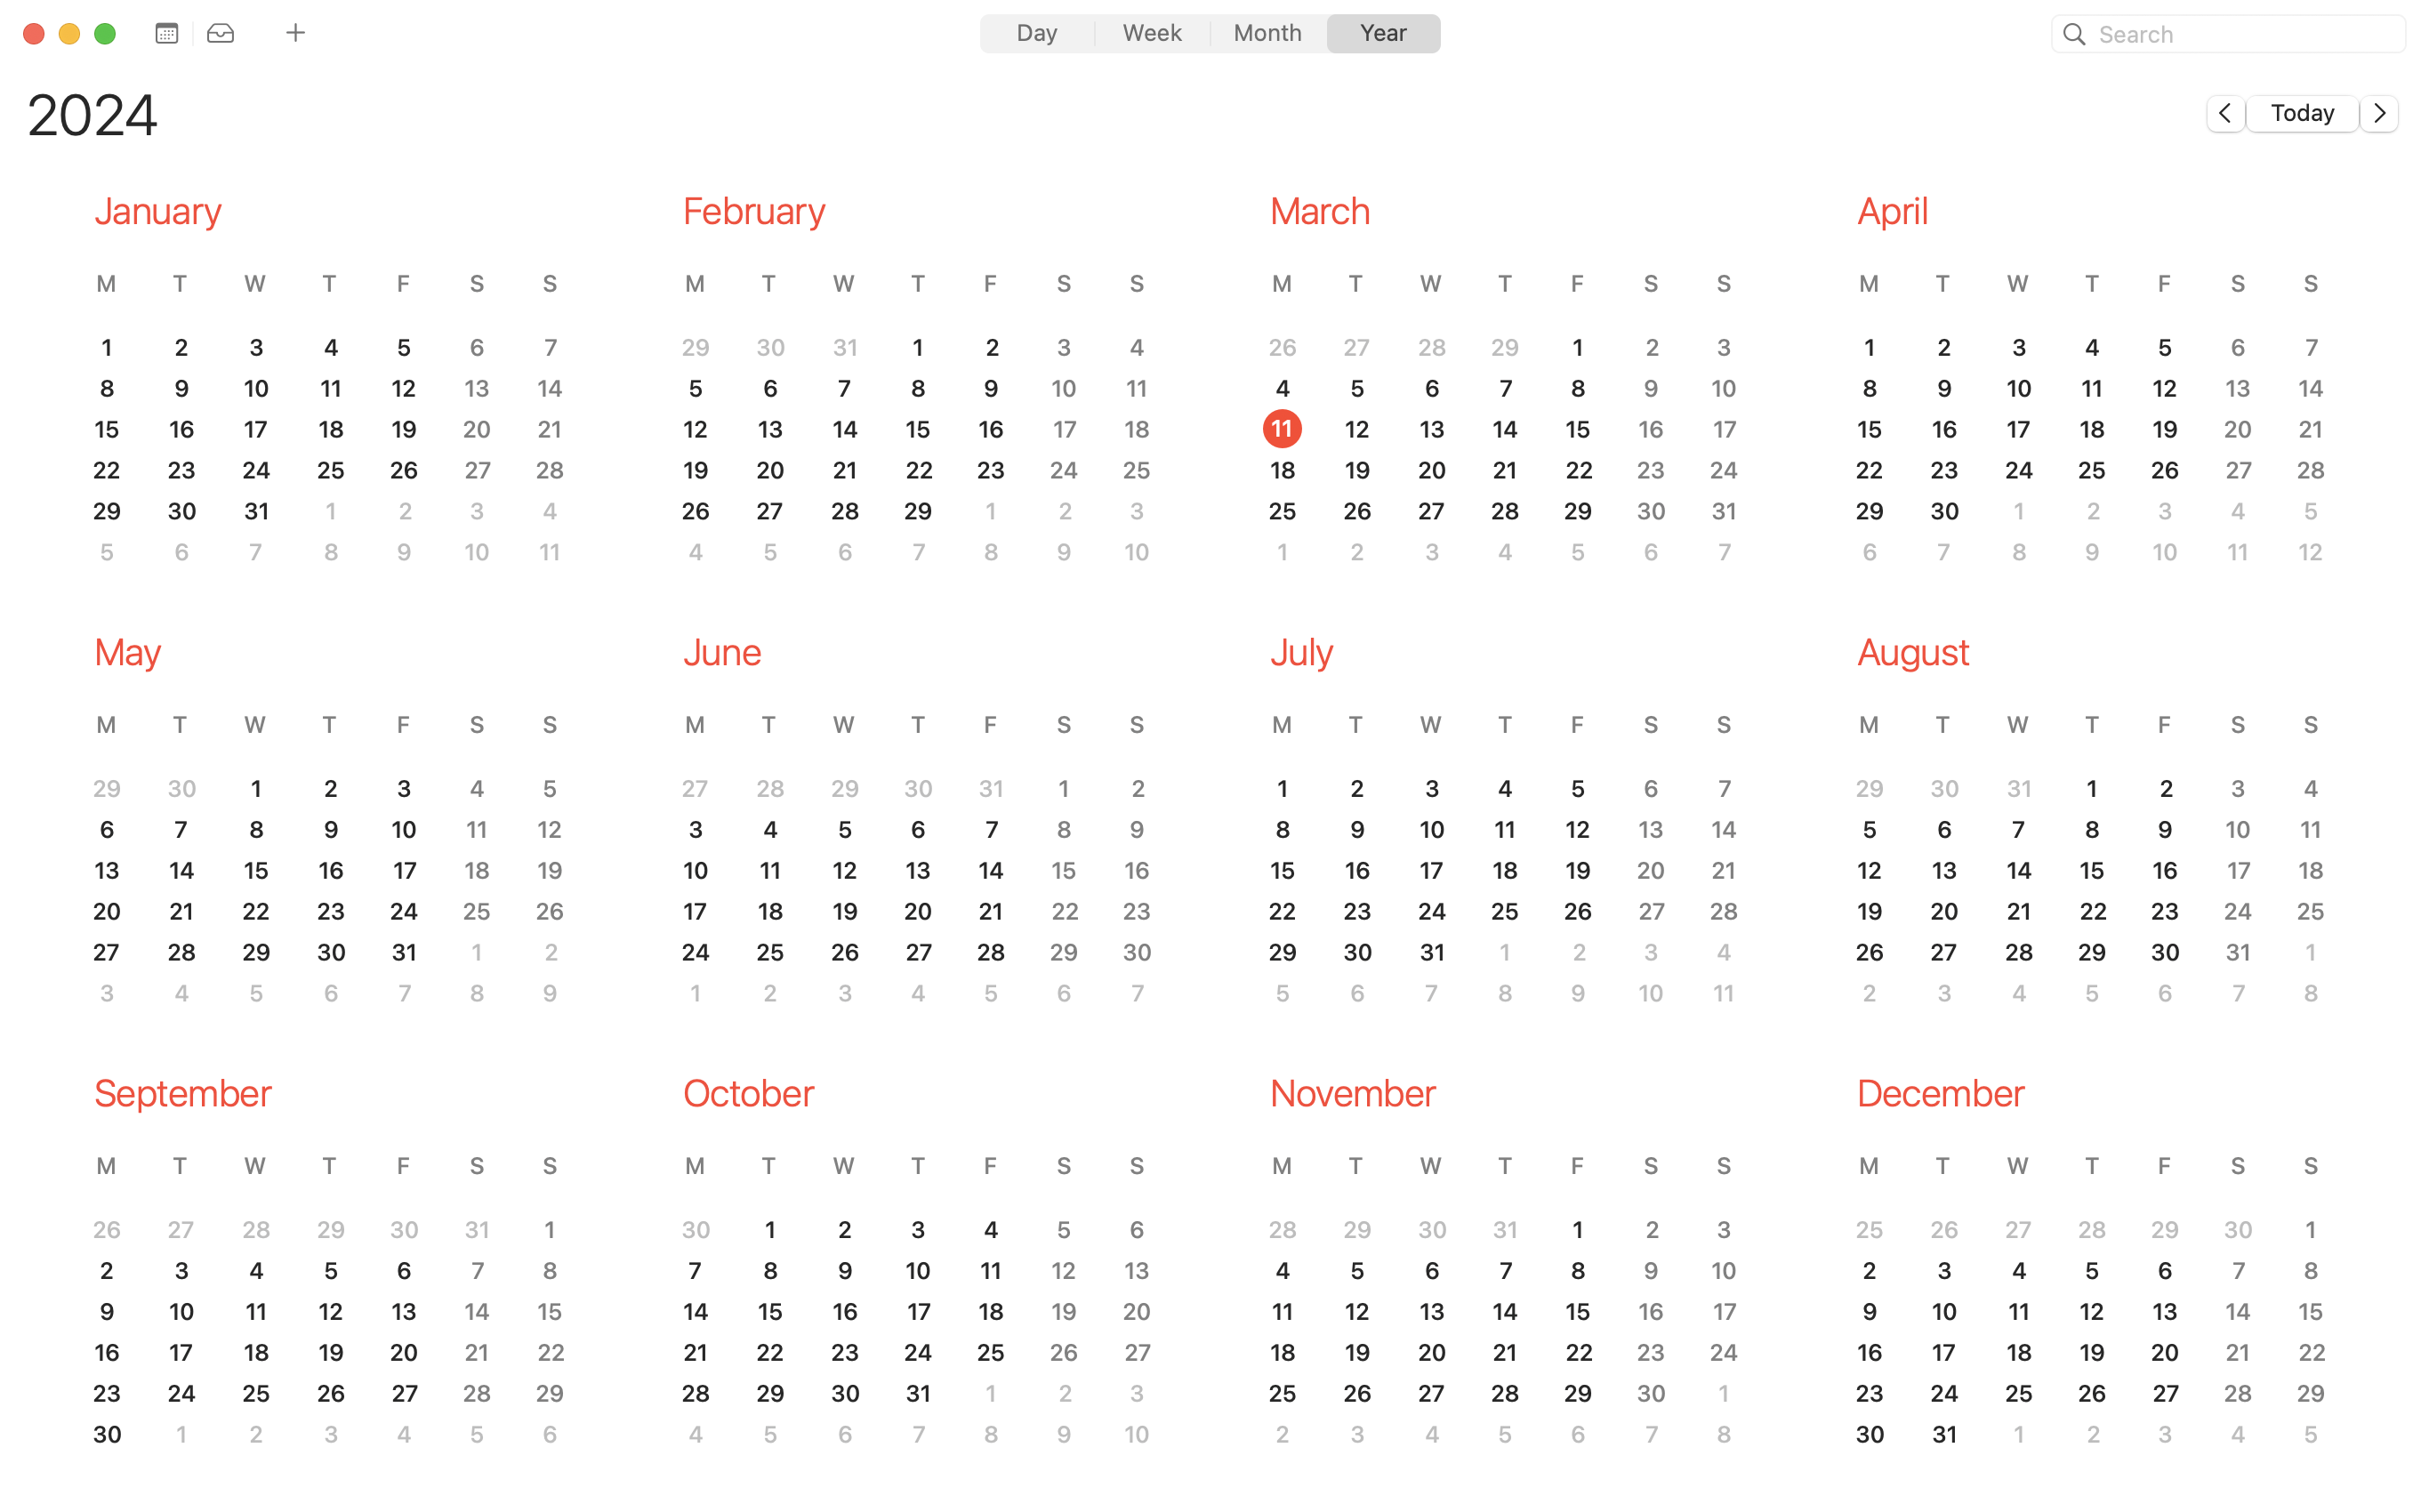 Day Week Month Year Search
2024 Today
January February March April
M T W T F S S M T W T F S S M T W T F S S M T W T F S S
1 2 3 4 5 6 7 29 30 31 1 2 3 4 26 27 28 29 1 2 3 1 2 3 4 5 6 7
8 9 10 11 12 13 14 5 6 7 8 9 10 11 4 5 6 7 8 9 10 8 9 10 11 12 13 14
15 16 17 18 19 20 21 12 13 14 15 16 17 18 11 12 13 14 15 16 17 15 16 17 18 19 20 21
22 23 24 25 26 27 28 19 20 21 22 23 24 25 18 19 20 21 22 23 24 22 23 24 25 26 27 28
29 30 31 1 2 3 4 26 27 28 29 1 2 3 25 26 27 28 29 30 31 29 30 1 2 3 4 5
5 6 7 8 9 10 11 4 5 6 7 8 9 10 1 2 3 4 5 6 7 6 7 8 9 10 11 12
May June July August
M T W T F S S M T W T F S S M T W T F S S M T W T F S S
29 30 1 2 3 4 5 27 28 29 30 31 1 2 1 2 3 4 5 6 7 29 30 31 1 2 3 4
6 7 8 9 10 11 12 3 4 5 6 7 8 9 8 9 10 11 12 13 14 5 6 7 8 9 10 11
13 14 15 16 17 18 19 10 11 12 13 14 15 16 15 16 17 18 19 20 21 12 13 14 15 16 17 18
20 21 22 23 24 25 26 17 18 19 20 21 22 23 22 23 24 25 26 27 28 19 20 21 22 23 24 25
27 28 29 30 31 1 2 24 25 26 27 28 29 30 29 30 31 1 2 3 4 26 27 28 29 30 31 1
3 4 5 6 7 8 9 1 2 3 4 5 6 7 5 6 7 8 9 10 11 2 3 4 5 6 7 8
September October November December
M T W T F S S M T W T F S S M T W T F S S M T W T F S S
26 27 28 29 30 31 1 30 1 2 3 4 5 6 28 29 30 31 1 2 3 25 26 27 28 29 30 1
2 3 4 5 6 7 8 7 8 9 10 11 12 13 4 5 6 7 8 9 10 2 3 4 5 6 7 8
9 10 11 12 13 14 15 14 15 16 17 18 19 20 11 12 13 14 15 16 17 9 10 11 12 13 14 15
16 17 18 19 20 21 22 21 22 23 24 25 26 27 18 19 20 21 22 23 24 16 17 18 19 20 21 22
23 24 25 26 27 28 29 28 29 30 31 1 2 3 25 26 27 28 29 30 1 23 24 25 26 27 28 29
30 1 2 3 4 5 6 4 5 6 7 8 9 10 2 3 4 5 6 7 8 30 31 1 2 3 4 5